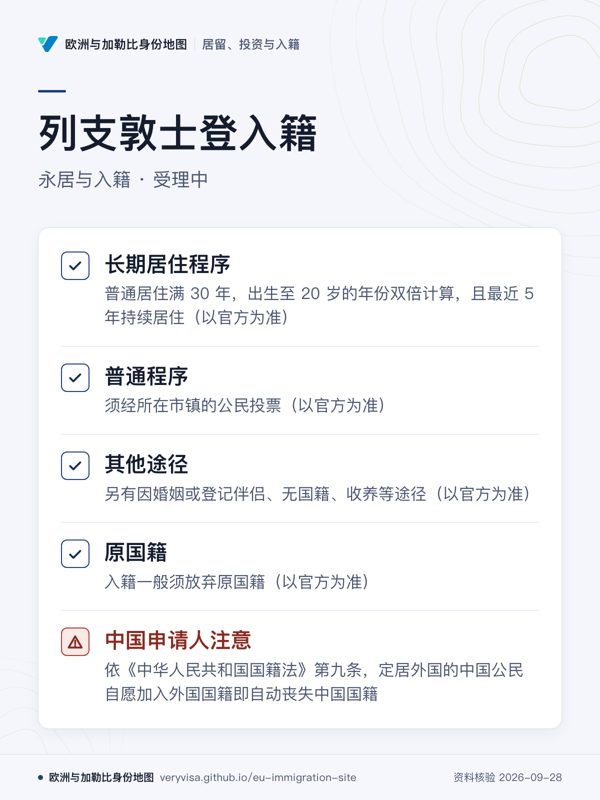 欧洲与加勒比身份地图 居留、投资与入籍
列支敦士登入籍
永居与入籍 · 受理中
长期居住程序
普通居住满 30 年，出生至 20 岁的年份双倍计算，且最近 5
年持续居住（以官方为准）
普通程序
须经所在市镇的公民投票（以官方为准）
其他途径
另有因婚姻或登记伴侣、无国籍、收养等途径（以官方为准）
原国籍
入籍一般须放弃原国籍（以官方为准）
中国申请人注意
依《中华人民共和国国籍法》第九条，定居外国的中国公民
自愿加入外国国籍即自动丧失中国国籍
欧洲与加勒比身份地图 veryvisa.github.io/eu-immigration-site 资料核验 2026-09-28